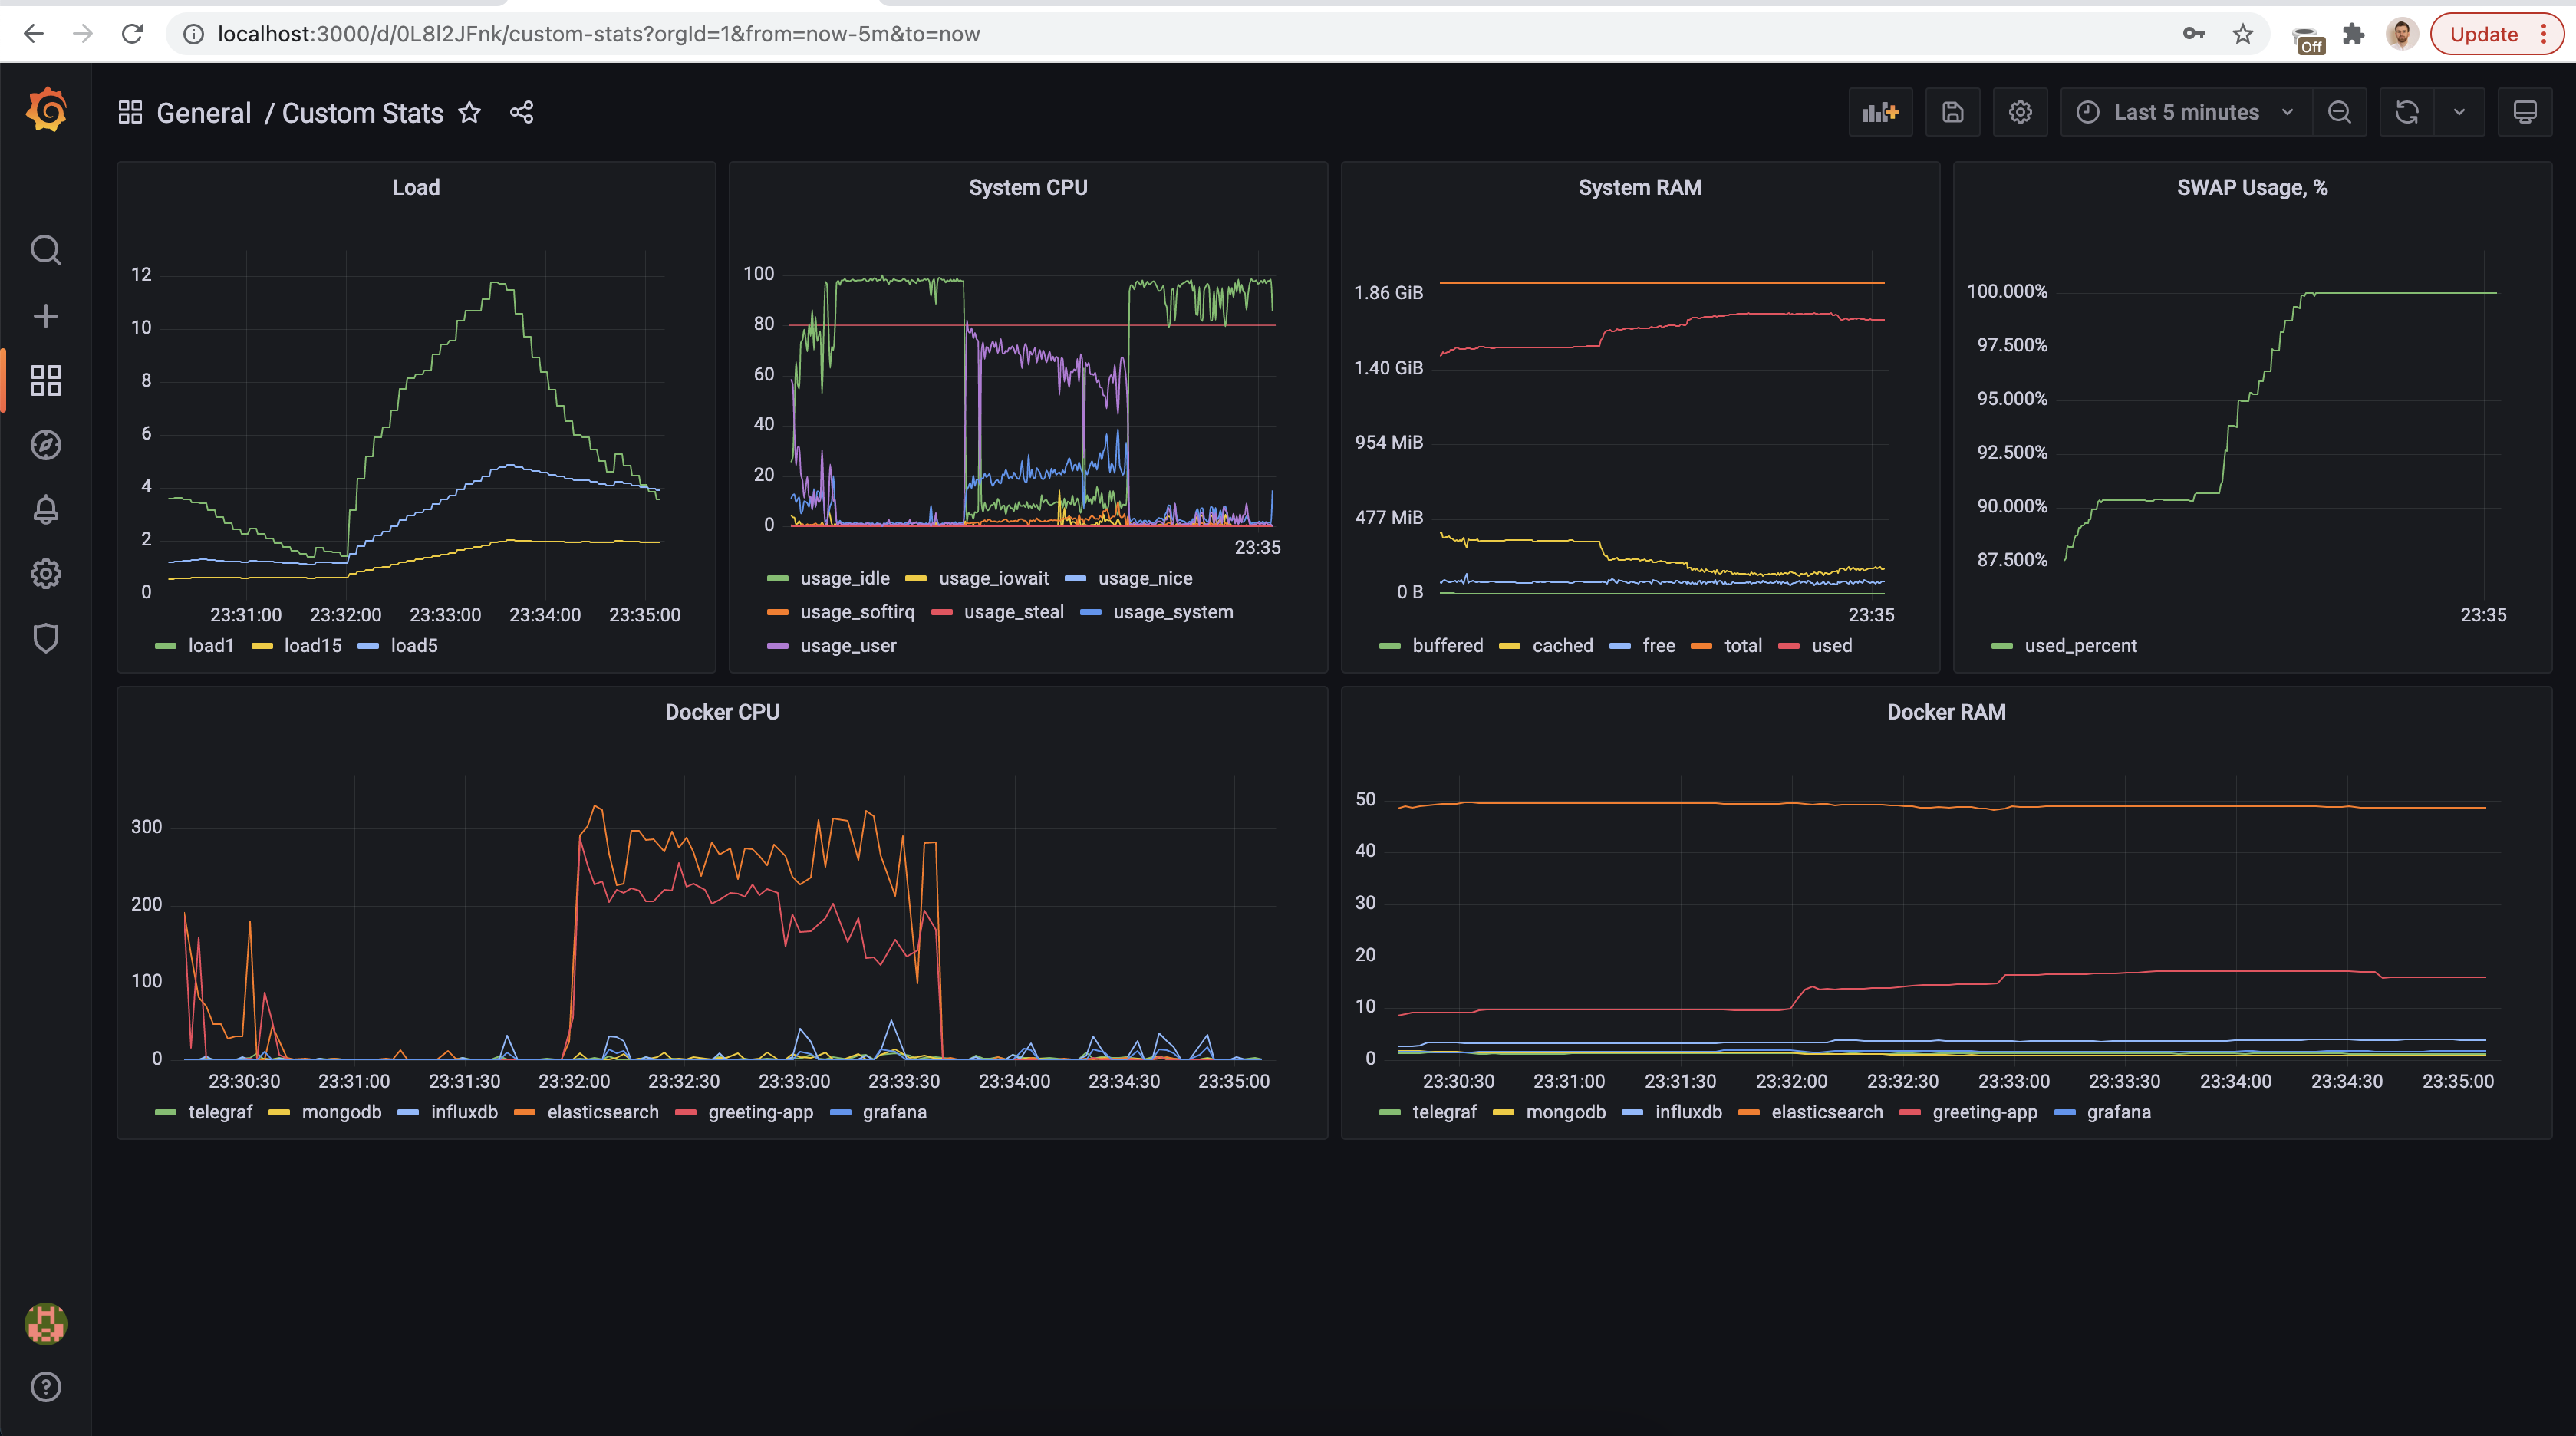 localhost:3000/d/0L8l2JFnk/custom-stats?orgId=1&from=now-5m&to=now
Off
Update
General / Custom Stats
Last 5 minutes
Load
12
10
8
6
4
2
0
23:31:00 23:32:00 23:33:00 23:34:00 23:35:00
load1 load15 load5
System CPU
100
80
60
40
20
0
23:35
usage_idle usage_iowait usage_nice
usage_softirq usage_steal usage_system
usage_user
System RAM
1.86 GiB
1.40 GiB
954 MiB
477 MiB
0 B
23:35
buffered cached free total used
SWAP Usage, %
100.000%
97.500%
95.000%
92.500%
90.000%
87.500%
23:35
used_percent
Docker CPU
300
200
100
0
23:30:30 23:31:00 23:31:30 23:32:00 23:32:30 23:33:00 23:33:30 23:34:00 23:34:30 23:35:00
telegraf mongodb influxdb elasticsearch greeting-app grafana
Docker RAM
50
40
30
20
10
0
23:30:30 23:31:00 23:31:30 23:32:00 23:32:30 23:33:00 23:33:30 23:34:00 23:34:30 23:35:00
telegraf mongodb influxdb elasticsearch greeting-app grafana